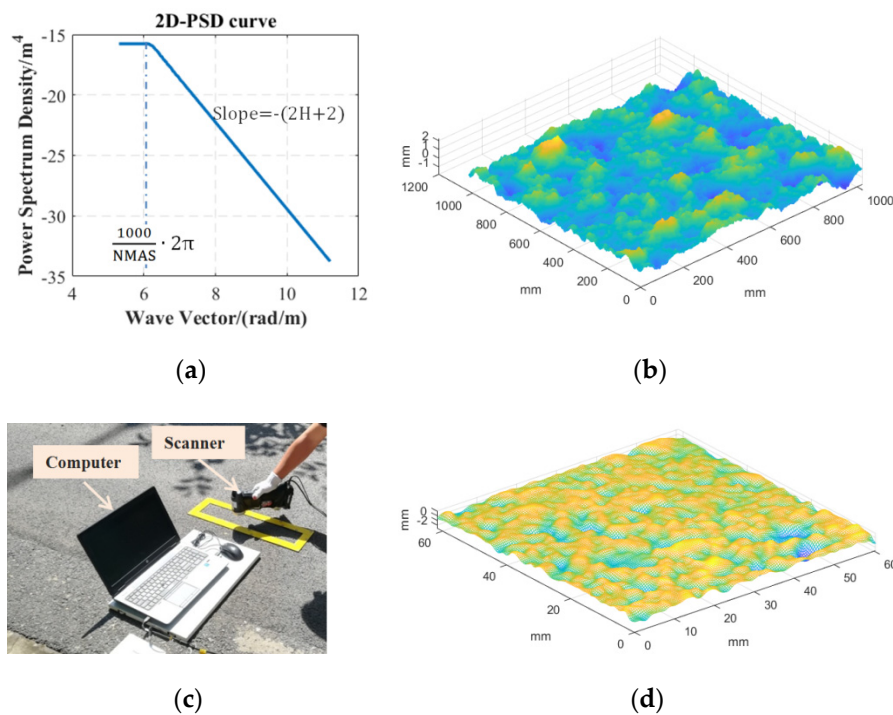 2D-PSD curve
Power Spectrum Density/m⁴
-15
-20
-25
-30
-35
Slope=-(2H+2)
1000/NMAS · 2π
4 6 8 10 12
Wave Vector/(rad/m)
(a)
mm
2
1
0
-1
1200
1000
800
600
400
200
0
mm
0
200
400
600
800
1000
mm
(b)
Computer
Scanner
(c)
mm
0
-2
60
40
20
0
mm
0
10
20
30
40
50
60
mm
(d)